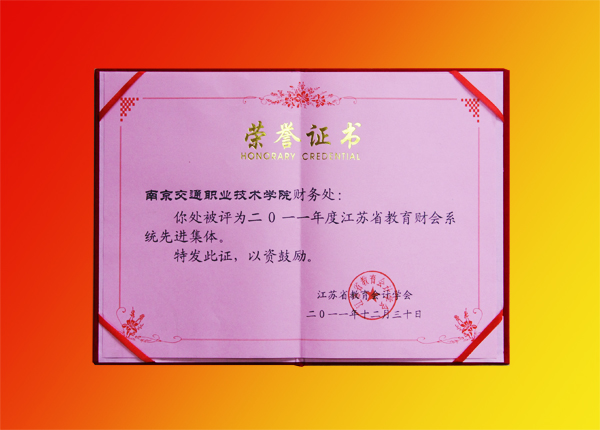 荣誉证书
HONORARY CREDENTIAL
南京交通职业技术学院财务处：
你处被评为二０一一年度江苏省教育财会系
统先进集体。
特发此证，以资鼓励。
江苏省教育会计学会
二０一一年十二月三十日